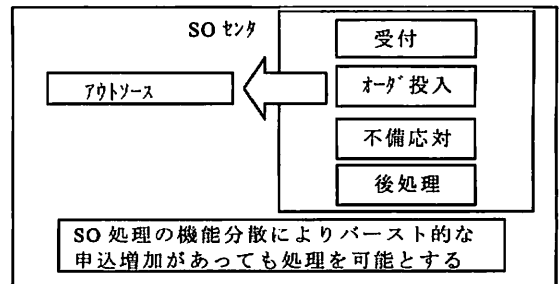 SO ｾﾝﾀ
受付
ｱｳﾄｿｰｽ
ｵｰﾀﾞ投入
不備応対
後処理
SO 処理の機能分散によりバースト的な
申込増加があっても処理を可能とする